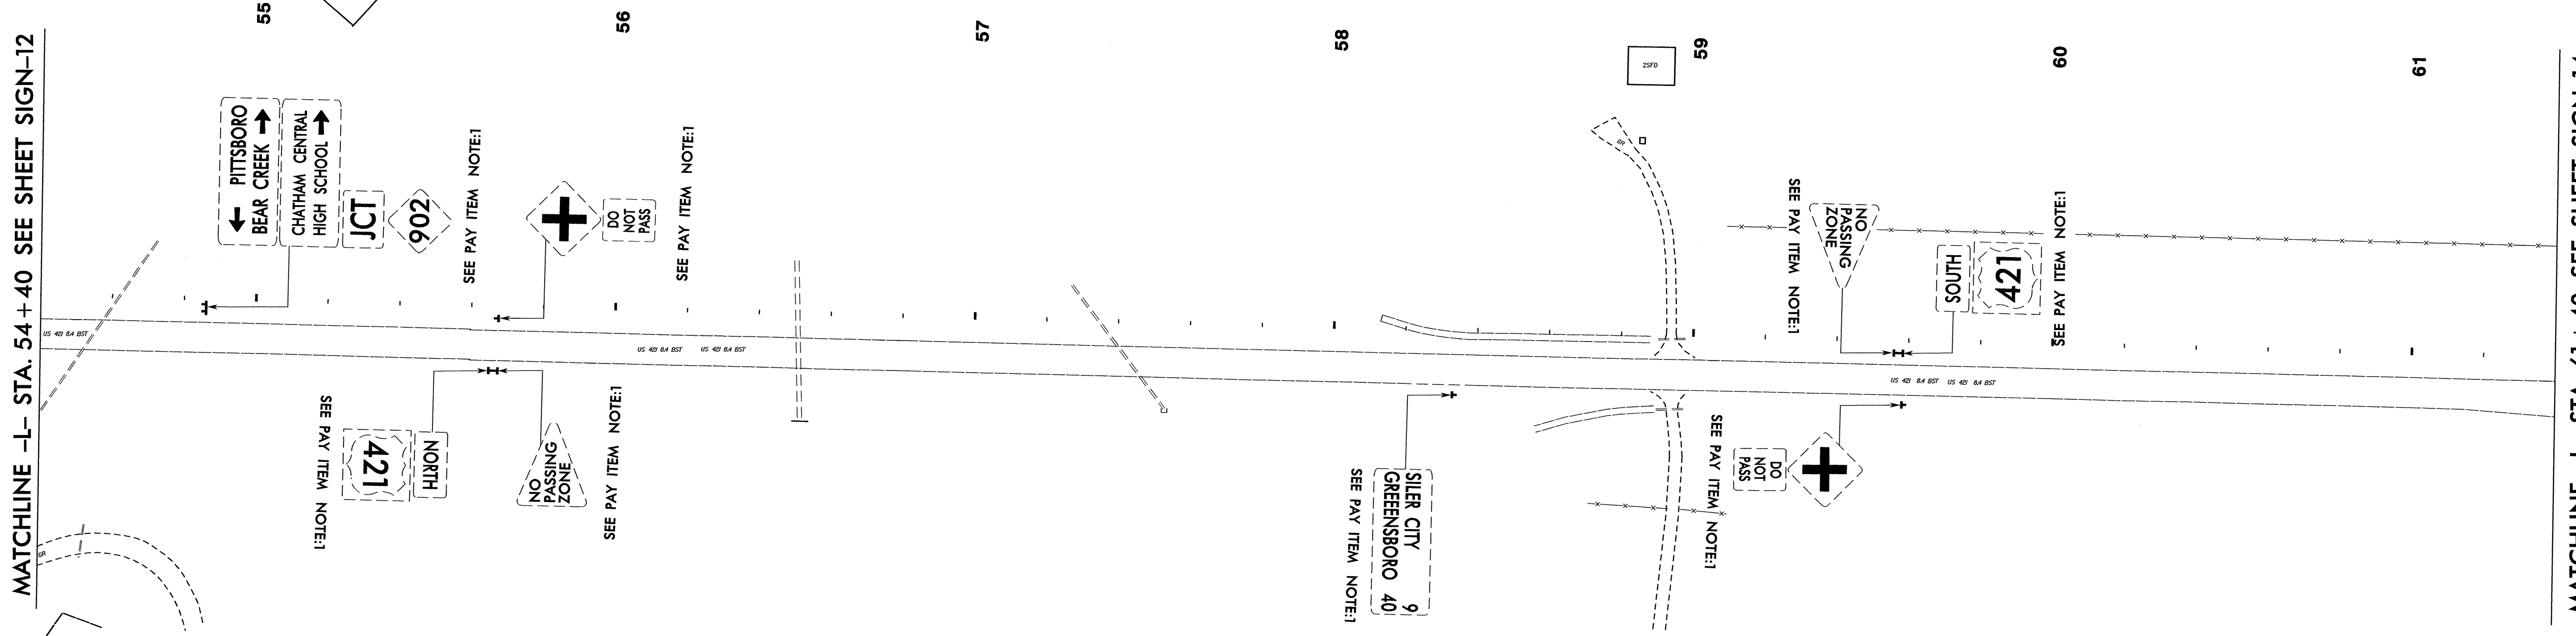 MATCHLINE -L- STA. 54+40 SEE SHEET SIGN-12
55
56
57
58
59
60
61
← PITTSBORO
BEAR CREEK →
CHATHAM CENTRAL
HIGH SCHOOL →
JCT
902
SEE PAY ITEM NOTE:1
DO
NOT
PASS
SEE PAY ITEM NOTE:1
2SFD
GR
SEE PAY ITEM NOTE:1
NO
PASSING
ZONE
SOUTH
421
SEE PAY ITEM NOTE:1
US 421 8.4 BST
US 421 8.4 BST
US 421 8.4 BST
US 421 8.4 BST
US 421 8.4 BST
SEE PAY ITEM NOTE:1
NORTH
421
NO
PASSING
ZONE
SEE PAY ITEM NOTE:1
SILER CITY 9
GREEENSBORO 40
SEE PAY ITEM NOTE:1
SEE PAY ITEM NOTE:1
DO
NOT
PASS
GR